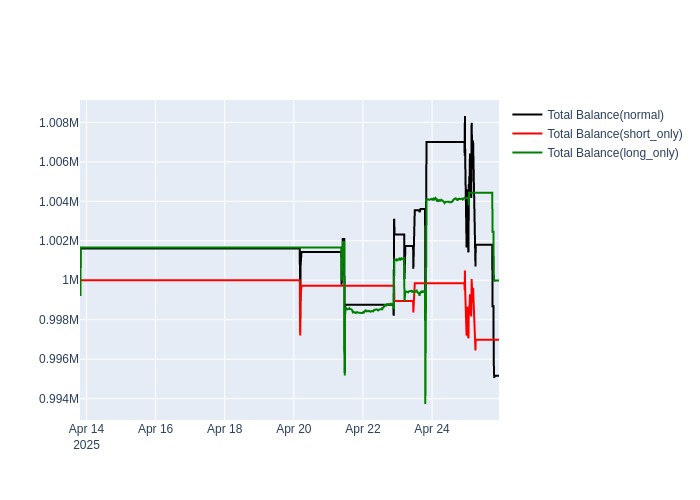 1.008M
1.006M
1.004M
1.002M
1M
0.998M
0.996M
0.994M
Apr 14
2025
Apr 16
Apr 18
Apr 20
Apr 22
Apr 24
Total Balance(normal)
Total Balance(short_only)
Total Balance(long_only)